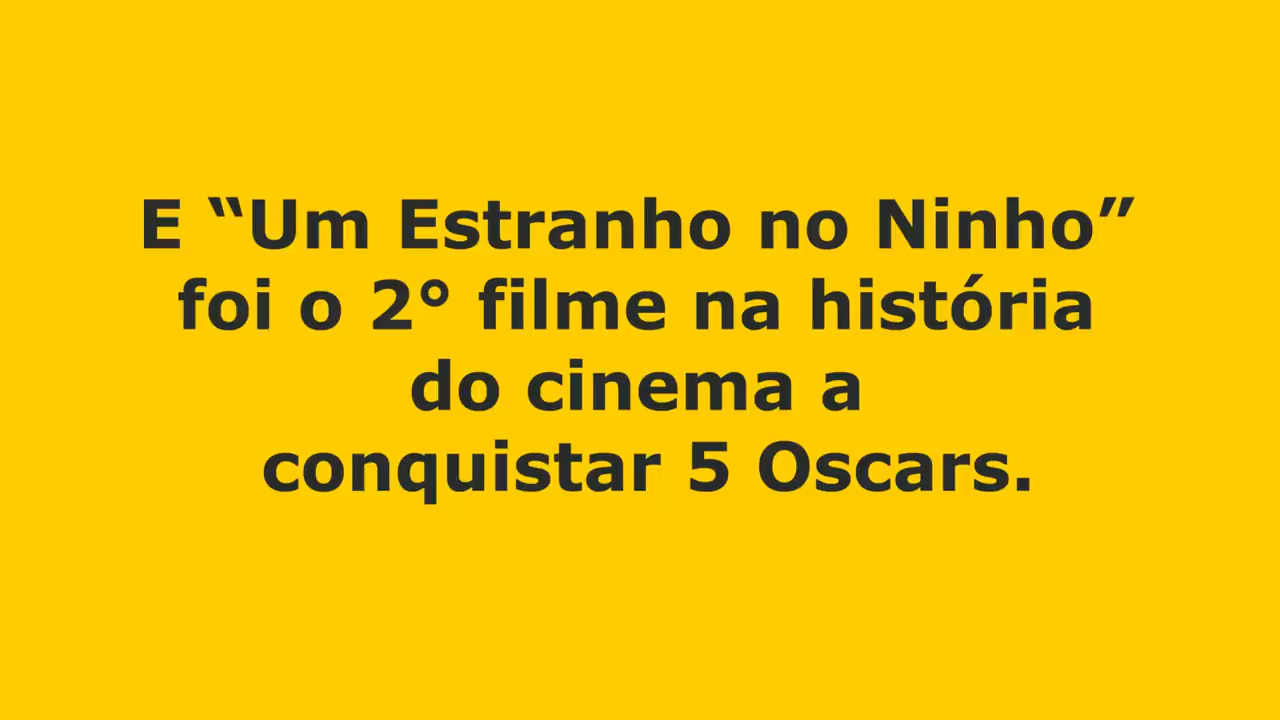 E “Um Estranho no Ninho”
foi o 2° filme na história
do cinema a
conquistar 5 Oscars.